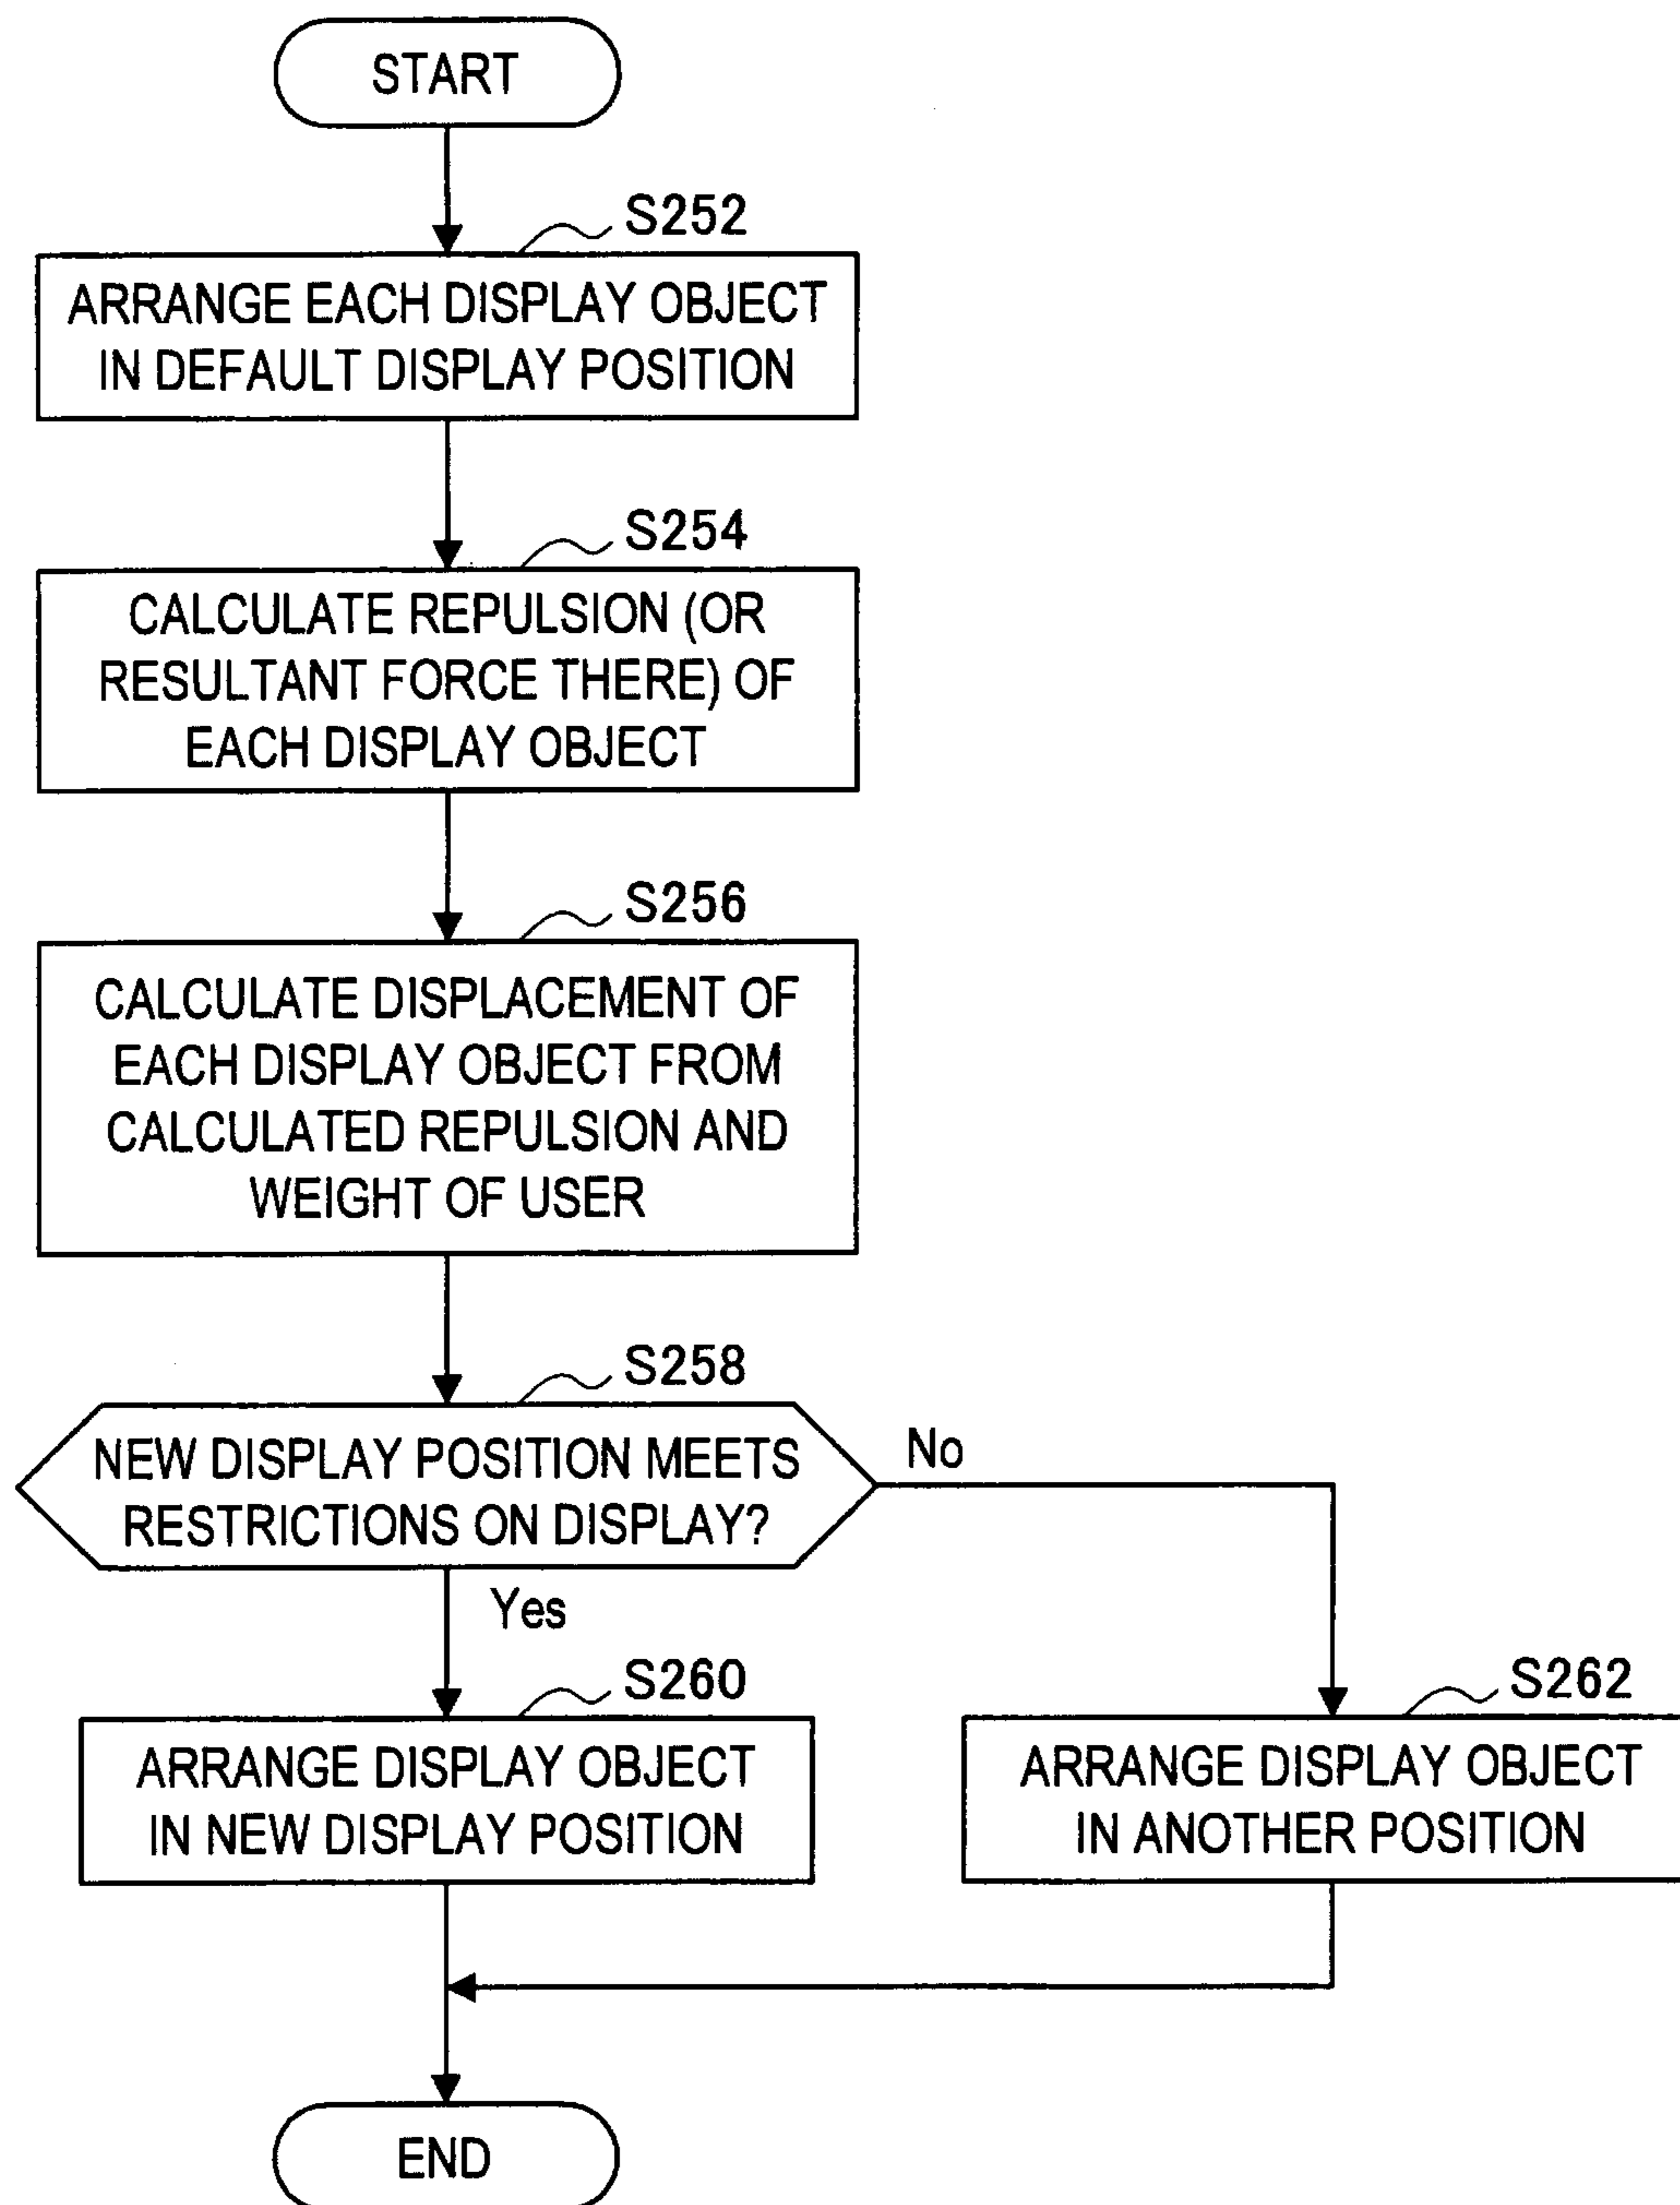 START
S252
ARRANGE EACH DISPLAY OBJECT
IN DEFAULT DISPLAY POSITION
S254
CALCULATE REPULSION (OR
RESULTANT FORCE THERE) OF
EACH DISPLAY OBJECT
S256
CALCULATE DISPLACEMENT OF
EACH DISPLAY OBJECT FROM
CALCULATED REPULSION AND
WEIGHT OF USER
S258
NEW DISPLAY POSITION MEETS
RESTRICTIONS ON DISPLAY?
No
Yes
S260
ARRANGE DISPLAY OBJECT
IN NEW DISPLAY POSITION
S262
ARRANGE DISPLAY OBJECT
IN ANOTHER POSITION
END